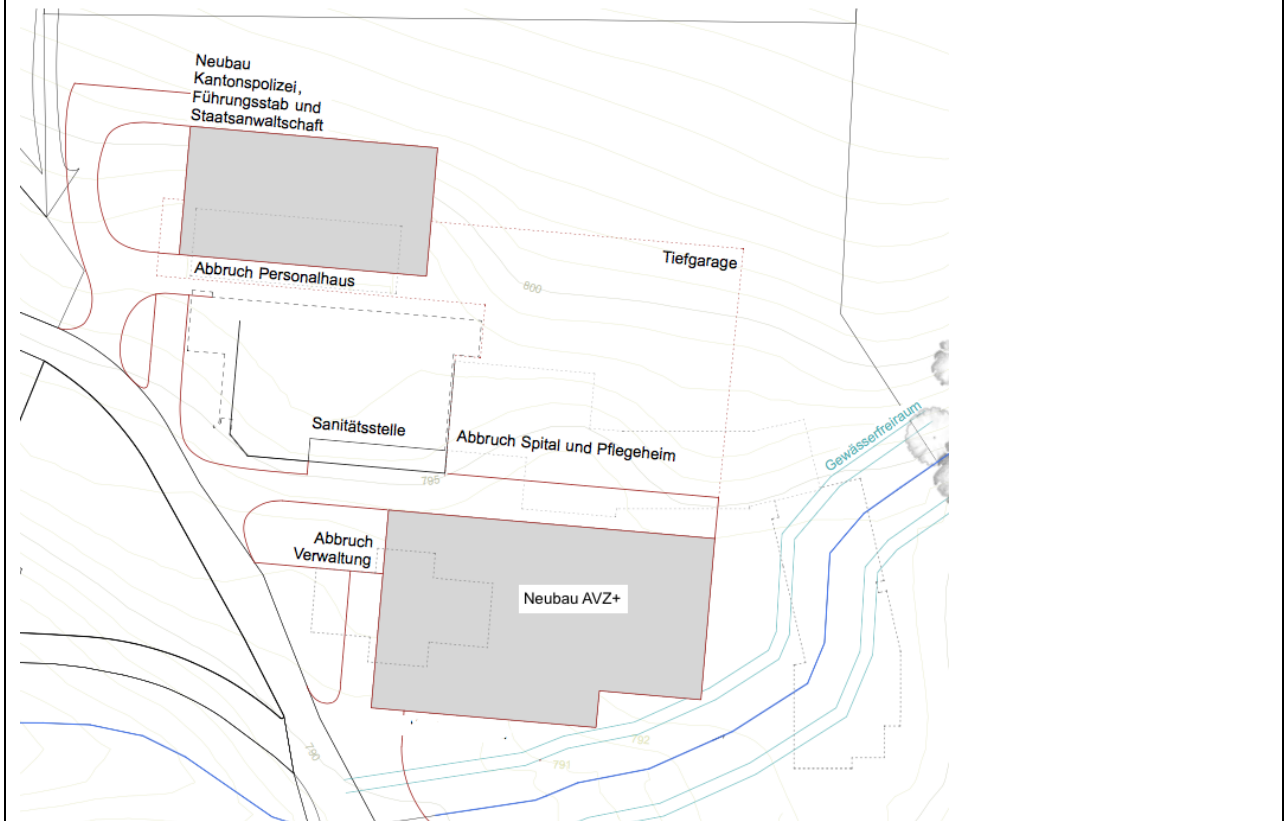 Neubau
Kantonspolizei,
Führungsstab und
Staatsanwaltschaft
Tiefgarage
Abbruch Personalhaus
800
Sanitätsstelle
Abbruch Spital und Pflegeheim
Gewässerfreiraum
795
Abbruch
Verwaltung
Neubau AVZ+
790
792
791